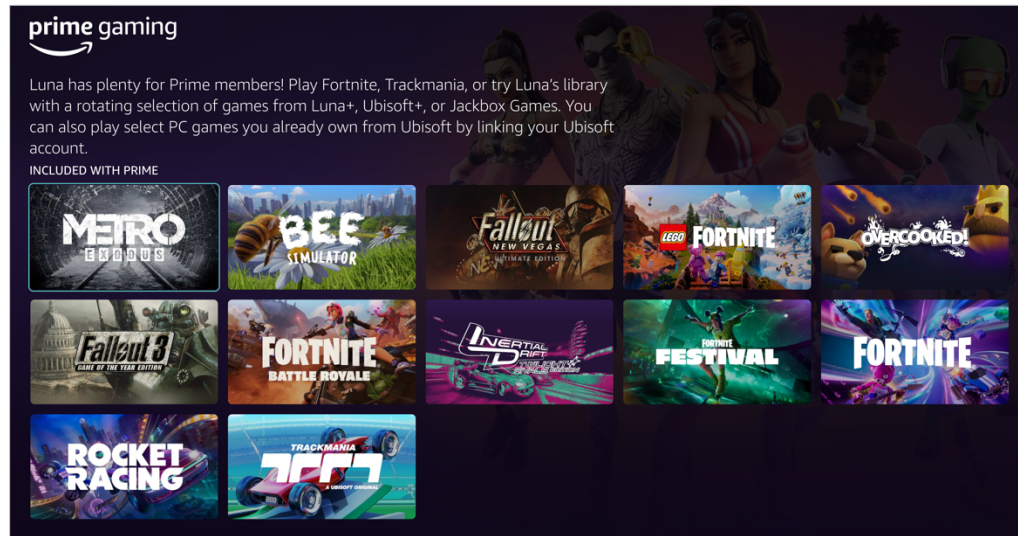 prime gaming
Luna has plenty for Prime members! Play Fortnite, Trackmania, or try Luna's library
with a rotating selection of games from Luna+, Ubisoft+, or Jackbox Games. You
can also play select PC games you already own from Ubisoft by linking your Ubisoft
account.
INCLUDED WITH PRIME
METRO
EXODUS
BEE
SIMULATOR
Fallout
NEW VEGAS
ULTIMATE EDITION
LEGO FORTNITE
OVERCOOKED!
Fallout 3
GAME OF THE YEAR EDITION
FORTNITE
BATTLE ROYALE
INERTIAL
DRIFT
TWILIGHT
RIVALS EDITION
FORTNITE
FESTIVAL
FORTNITE
ROCKET
RACING
TRACKMANIA
A UBISOFT ORIGINAL